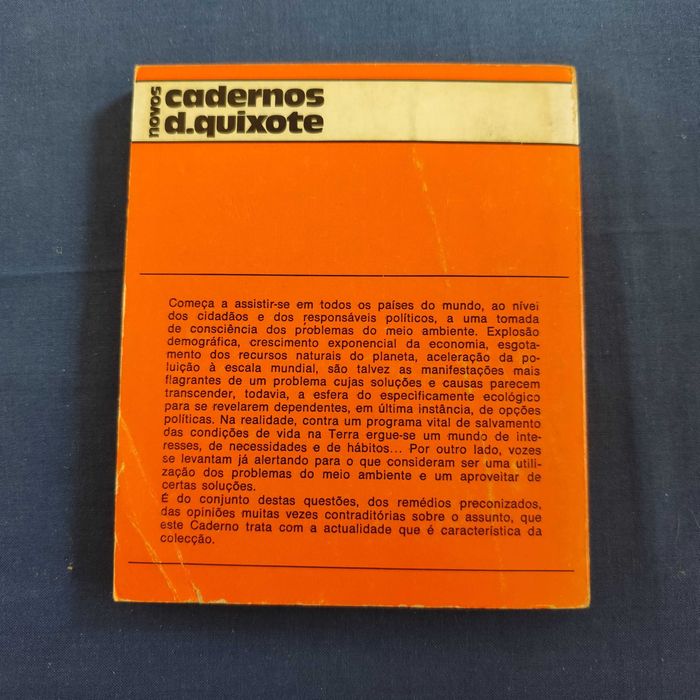 novos
cadernos
d.quixote
Começa a assistir-se em todos os países do mundo, ao nível
dos cidadãos e dos responsáveis políticos, a uma tomada
de consciência dos problemas do meio ambiente. Explosão
demográfica, crescimento exponencial da economia, esgota-
mento dos recursos naturais do planeta, aceleração da po-
luição à escala mundial, são talvez as manifestações mais
flagrantes de um problema cujas soluções e causas parecem
transcender, todavia, a esfera do especificamente ecológico
para se revelarem dependentes, em última instância, de opções
políticas. Na realidade, contra um programa vital de salvamento
das condições de vida na Terra ergue-se um mundo de inte-
resses, de necessidades e de hábitos... Por outro lado, vozes
se levantam já alertando para o que consideram ser uma utili-
zação dos problemas do meio ambiente e um aproveitar de
certas soluções.
É do conjunto destas questões, dos remédios preconizados,
das opiniões muitas vezes contraditórias sobre o assunto, que
este Caderno trata com a actualidade que é característica da
colecção.